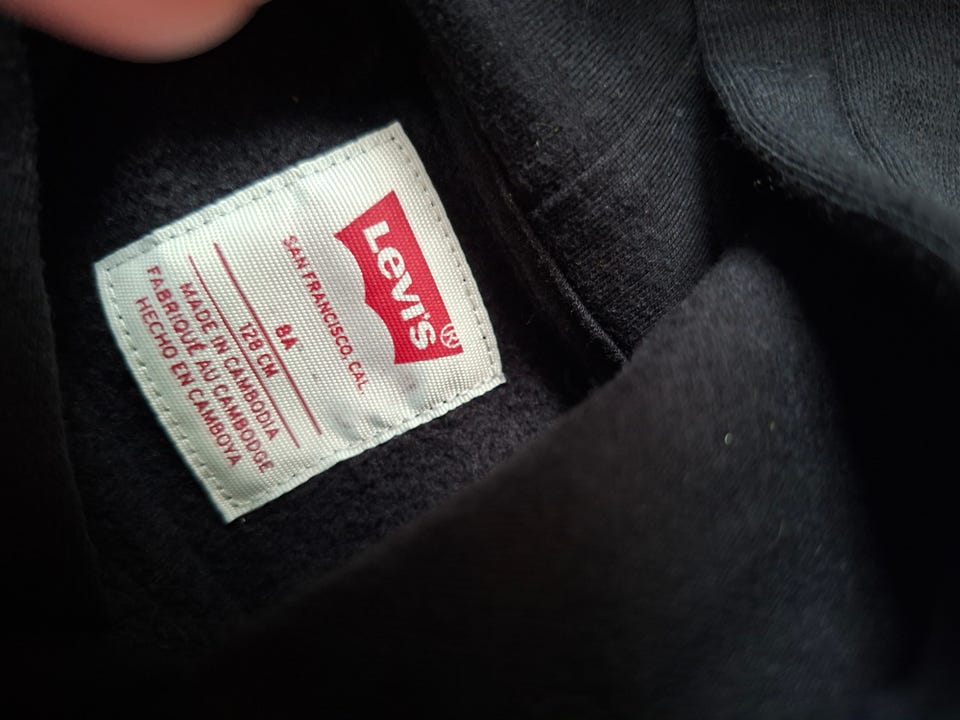 Levi's®
SAN FRANCISCO, CAL
8A
128 CM
MADE IN CAMBODIA
FABRIQUÉ AU CAMBODGE
HECHO EN CAMBOYA